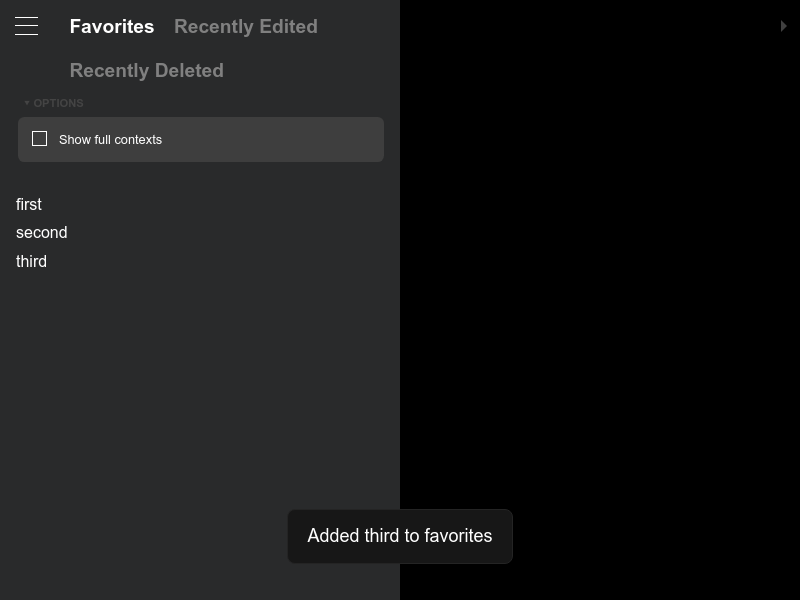 Favorites Recently Edited
Recently Deleted
OPTIONS
Show full contexts
first
second
third
Added third to favorites